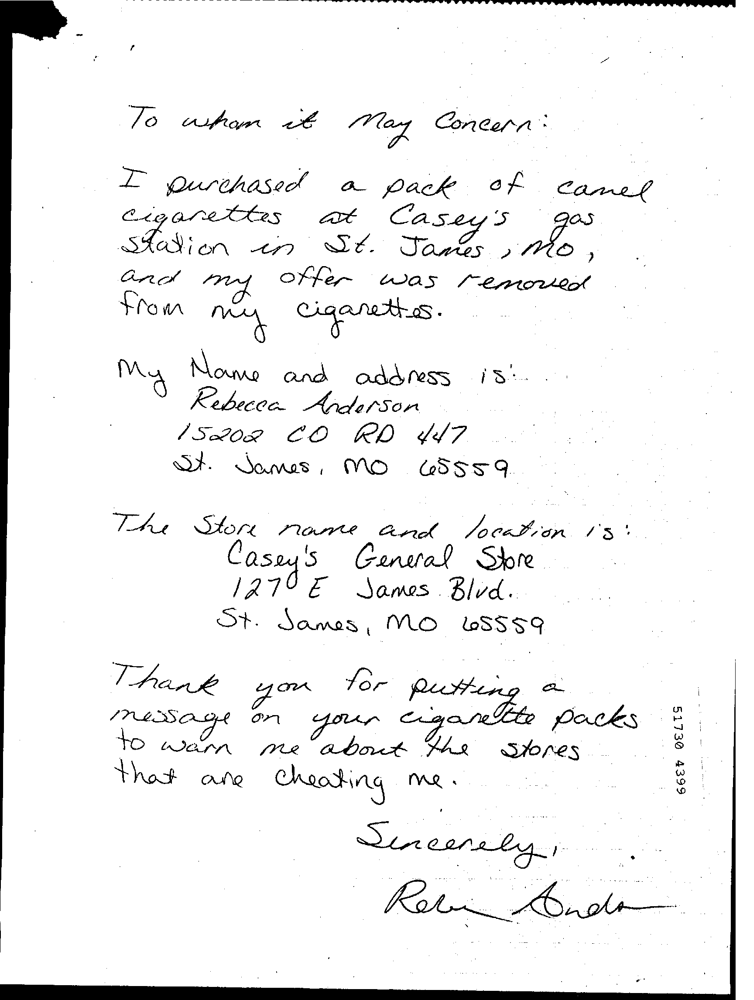 To whom it May Concern:
I purchased a pack of camel
cigarettes at Casey's gas
station in St. James, Mo,
and my offer was removed
from my cigarettes.
My Name and address is:
Rebecca Anderson
15202 CO RD 447
St. James, MO 65559
The Store name and location is:
Casey's General Store
1270 E James Blvd.
St. James, MO 65559
Thank you for putting a
message on your cigarette packs
to warn me about the stores
that are cheating me.
Sincerely,
51730 4399